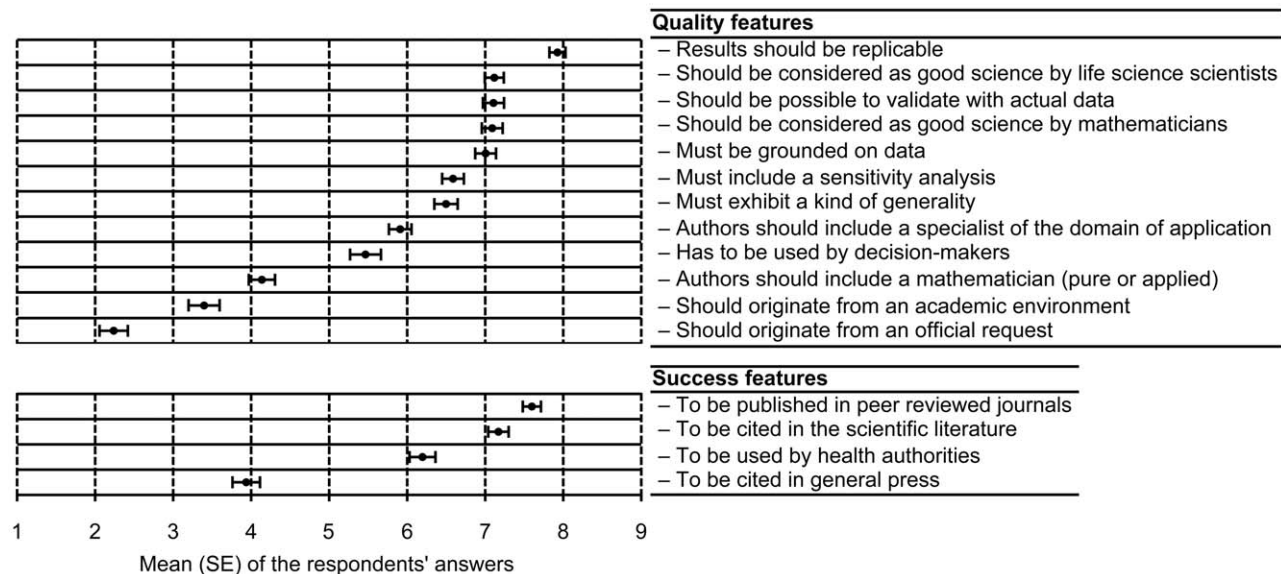 Quality features
– Results should be replicable
– Should be considered as good science by life science scientists
– Should be possible to validate with actual data
– Should be considered as good science by mathematicians
– Must be grounded on data
– Must include a sensitivity analysis
– Must exhibit a kind of generality
– Authors should include a specialist of the domain of application
– Has to be used by decision-makers
– Authors should include a mathematician (pure or applied)
– Should originate from an academic environment
– Should originate from an official request
Success features
– To be published in peer reviewed journals
– To be cited in the scientific literature
– To be used by health authorities
– To be cited in general press
1 2 3 4 5 6 7 8 9
Mean (SE) of the respondents' answers